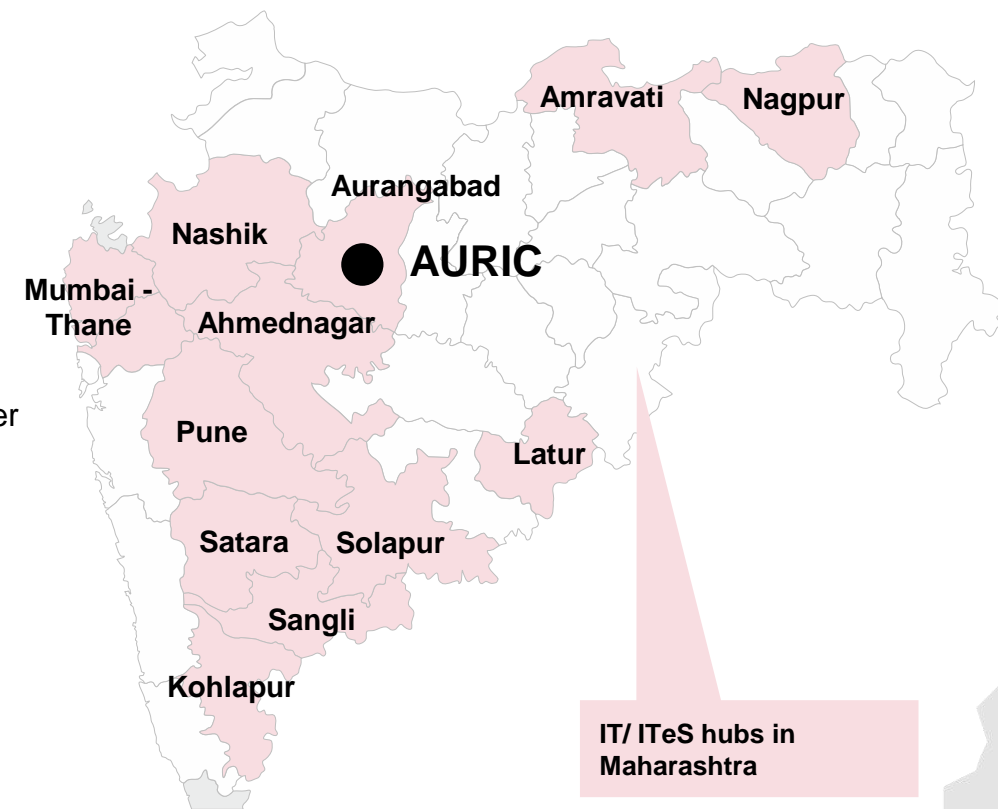 Amravati
Nagpur
Aurangabad
Nashik
AURIC
Mumbai -
Thane
Ahmednagar
er
Pune
Latur
Satara
Solapur
Sangli
Kohlapur
IT/ ITeS hubs in
Maharashtra